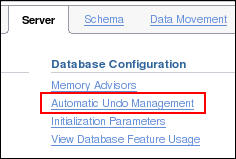 Server Schema Data Movement
Database Configuration
Memory Advisors
Automatic Undo Management
Initialization Parameters
View Database Feature Usage